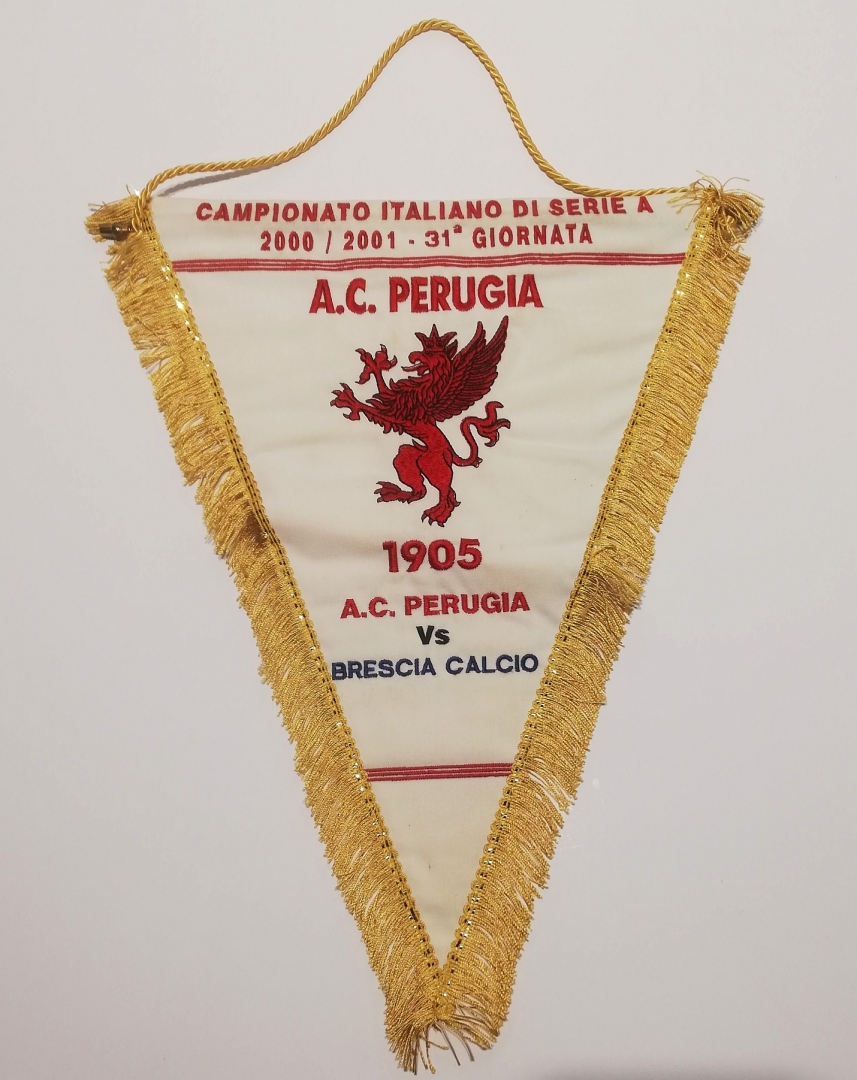 CAMPIONATO ITALIANO DI SERIE A
2000 / 2001 - 31ª GIORNATA
A.C. PERUGIA
1905
A.C. PERUGIA
Vs
BRESCIA CALCIO